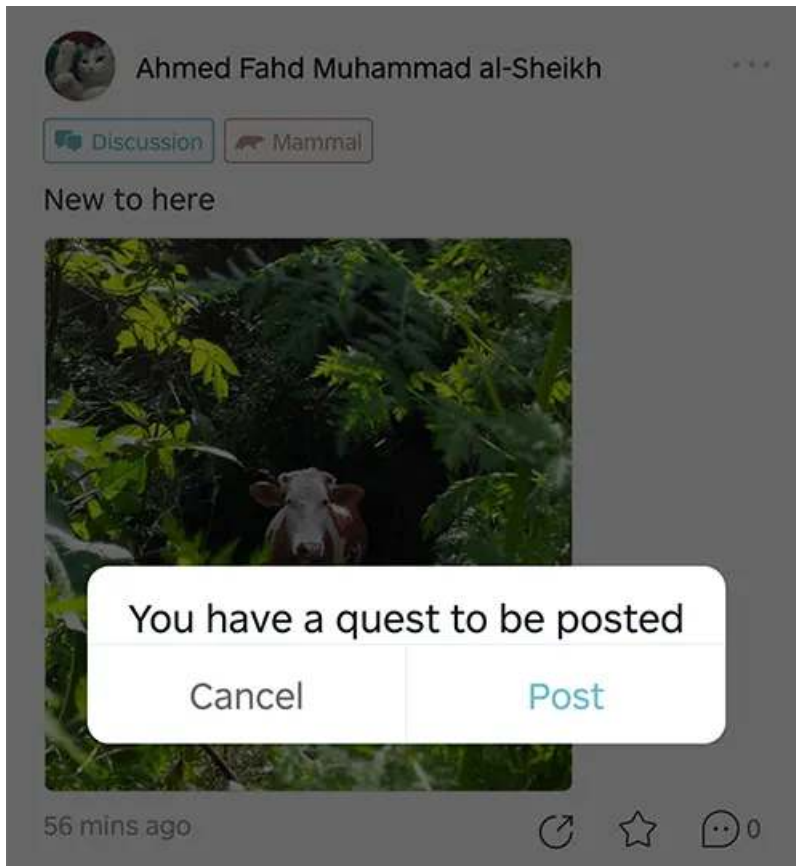 Ahmed Fahd Muhammad al-Sheikh
Discussion Mammal
New to here
You have a quest to be posted
Cancel Post
56 mins ago 0